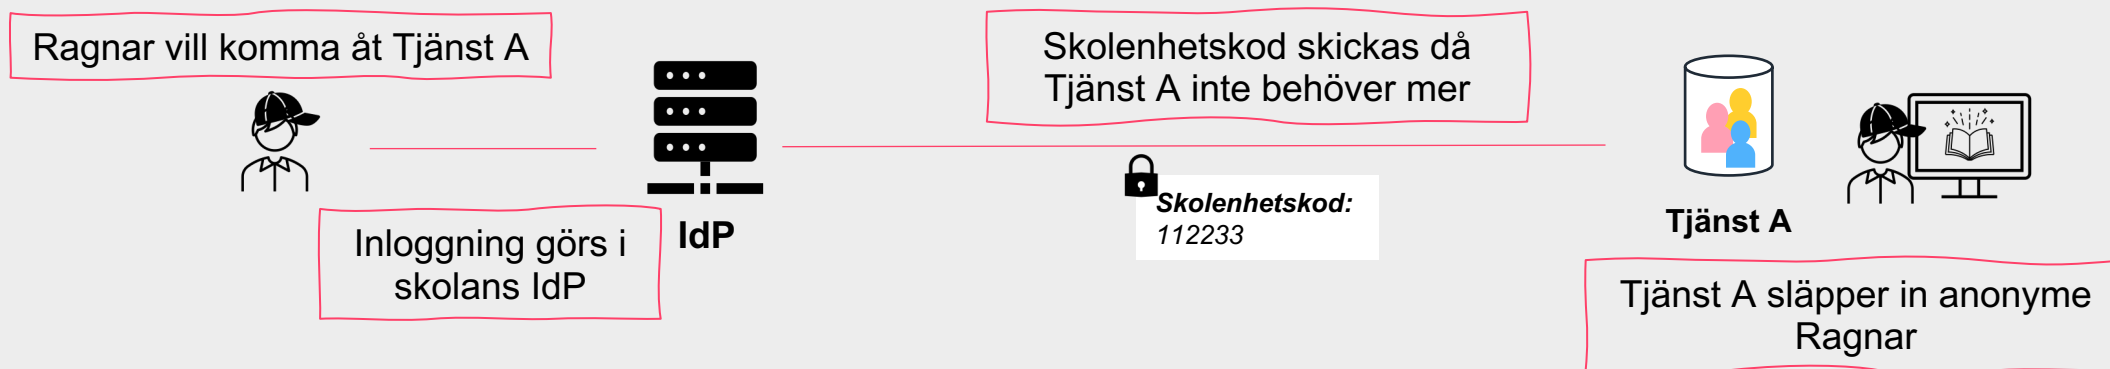 Ragnar vill komma åt Tjänst A
Inloggning görs i
skolans IdP
IdP
Skolenhetskod skickas då
Tjänst A inte behöver mer
Skolenhetskod:
112233
Tjänst A
Tjänst A släpper in anonyme
Ragnar